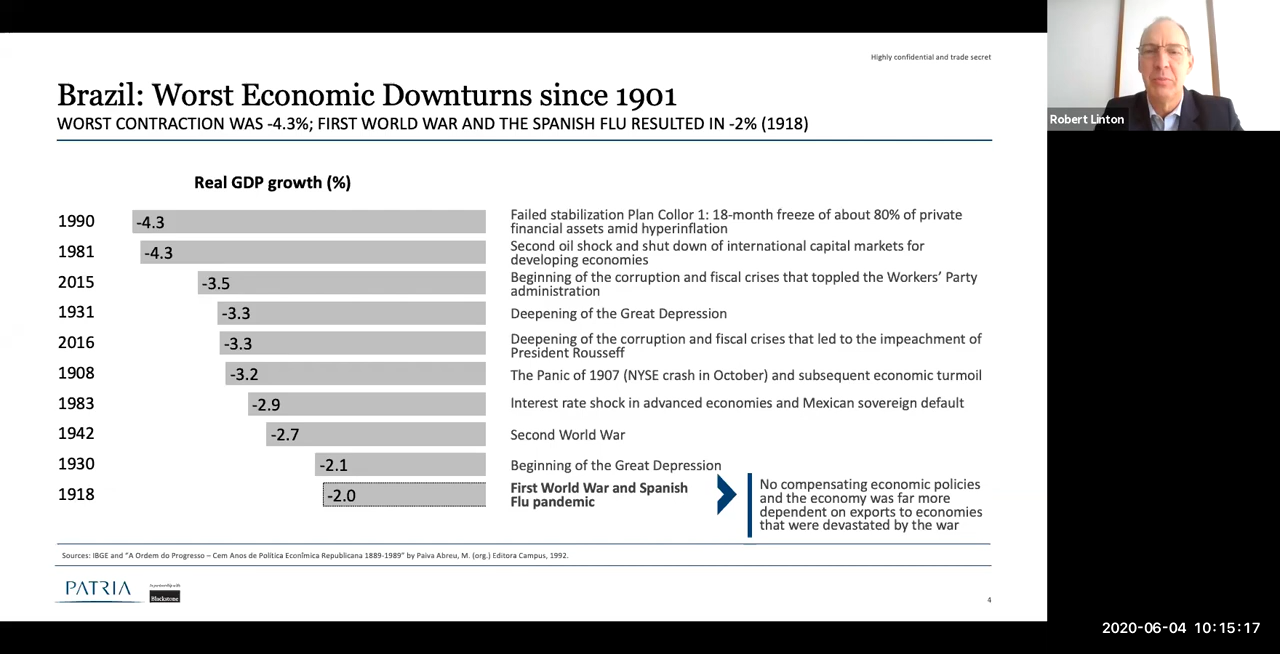 Highly confidential and trade secret
Brazil: Worst Economic Downturns since 1901
WORST CONTRACTION WAS -4.3%; FIRST WORLD WAR AND THE SPANISH FLU RESULTED IN -2% (1918)
Robert Linton
Real GDP growth (%)
1990
-4.3
Failed stabilization Plan Collor 1: 18-month freeze of about 80% of private
financial assets amid hyperinflation
1981
-4.3
Second oil shock and shut down of international capital markets for
developing economies
2015
-3.5
Beginning of the corruption and fiscal crises that toppled the Workers' Party
administration
1931
-3.3
Deepening of the Great Depression
2016
-3.3
Deepening of the corruption and fiscal crises that led to the impeachment of
President Rousseff
1908
-3.2
The Panic of 1907 (NYSE crash in October) and subsequent economic turmoil
1983
-2.9
Interest rate shock in advanced economies and Mexican sovereign default
1942
-2.7
Second World War
1930
-2.1
Beginning of the Great Depression
1918
-2.0
First World War and Spanish
Flu pandemic
No compensating economic policies
and the economy was far more
dependent on exports to economies
that were devastated by the war
Sources: IBGE and "A Ordem do Progresso – Cem Anos de Política Econîmica Republicana 1889-1989" by Paiva Abreu, M. (org.) Editora Campus, 1992.
PATRIA
In partnership with
Blackstone
4
2020-06-04 10:15:17